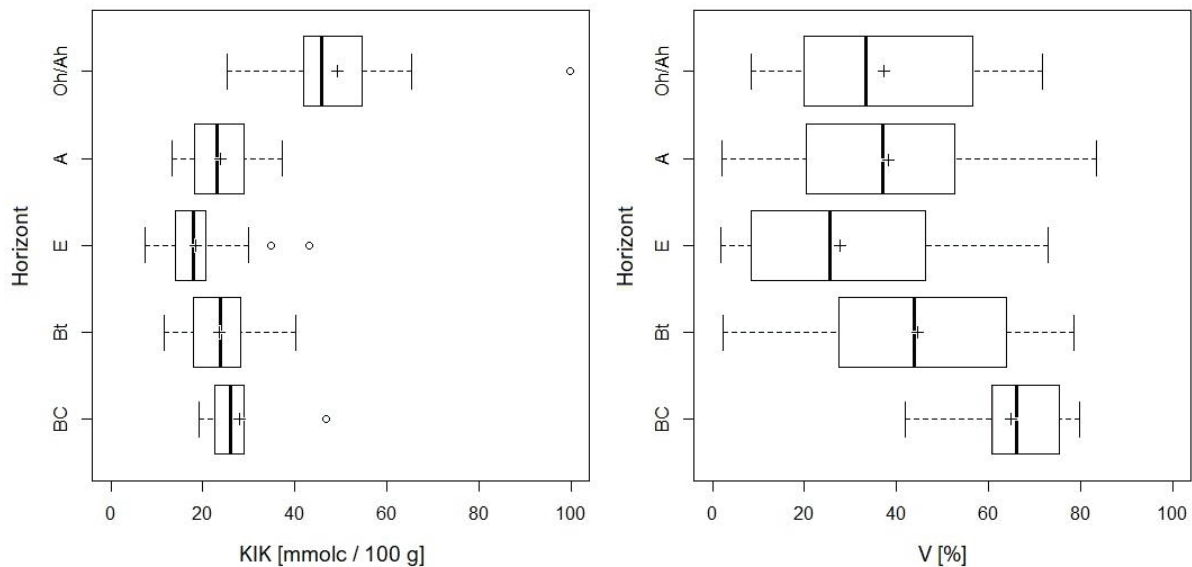 Horizont
Oh/Ah
A
E
Bt
BC
0 20 40 60 80 100
KIK [mmolc / 100 g]
Horizont
Oh/Ah
A
E
Bt
BC
0 20 40 60 80 100
V [%]